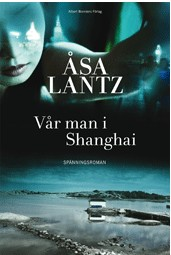 Albert Bonniers Förlag
ÅSA
LANTZ
Vår man i
Shanghai
SPÄNNINGSROMAN